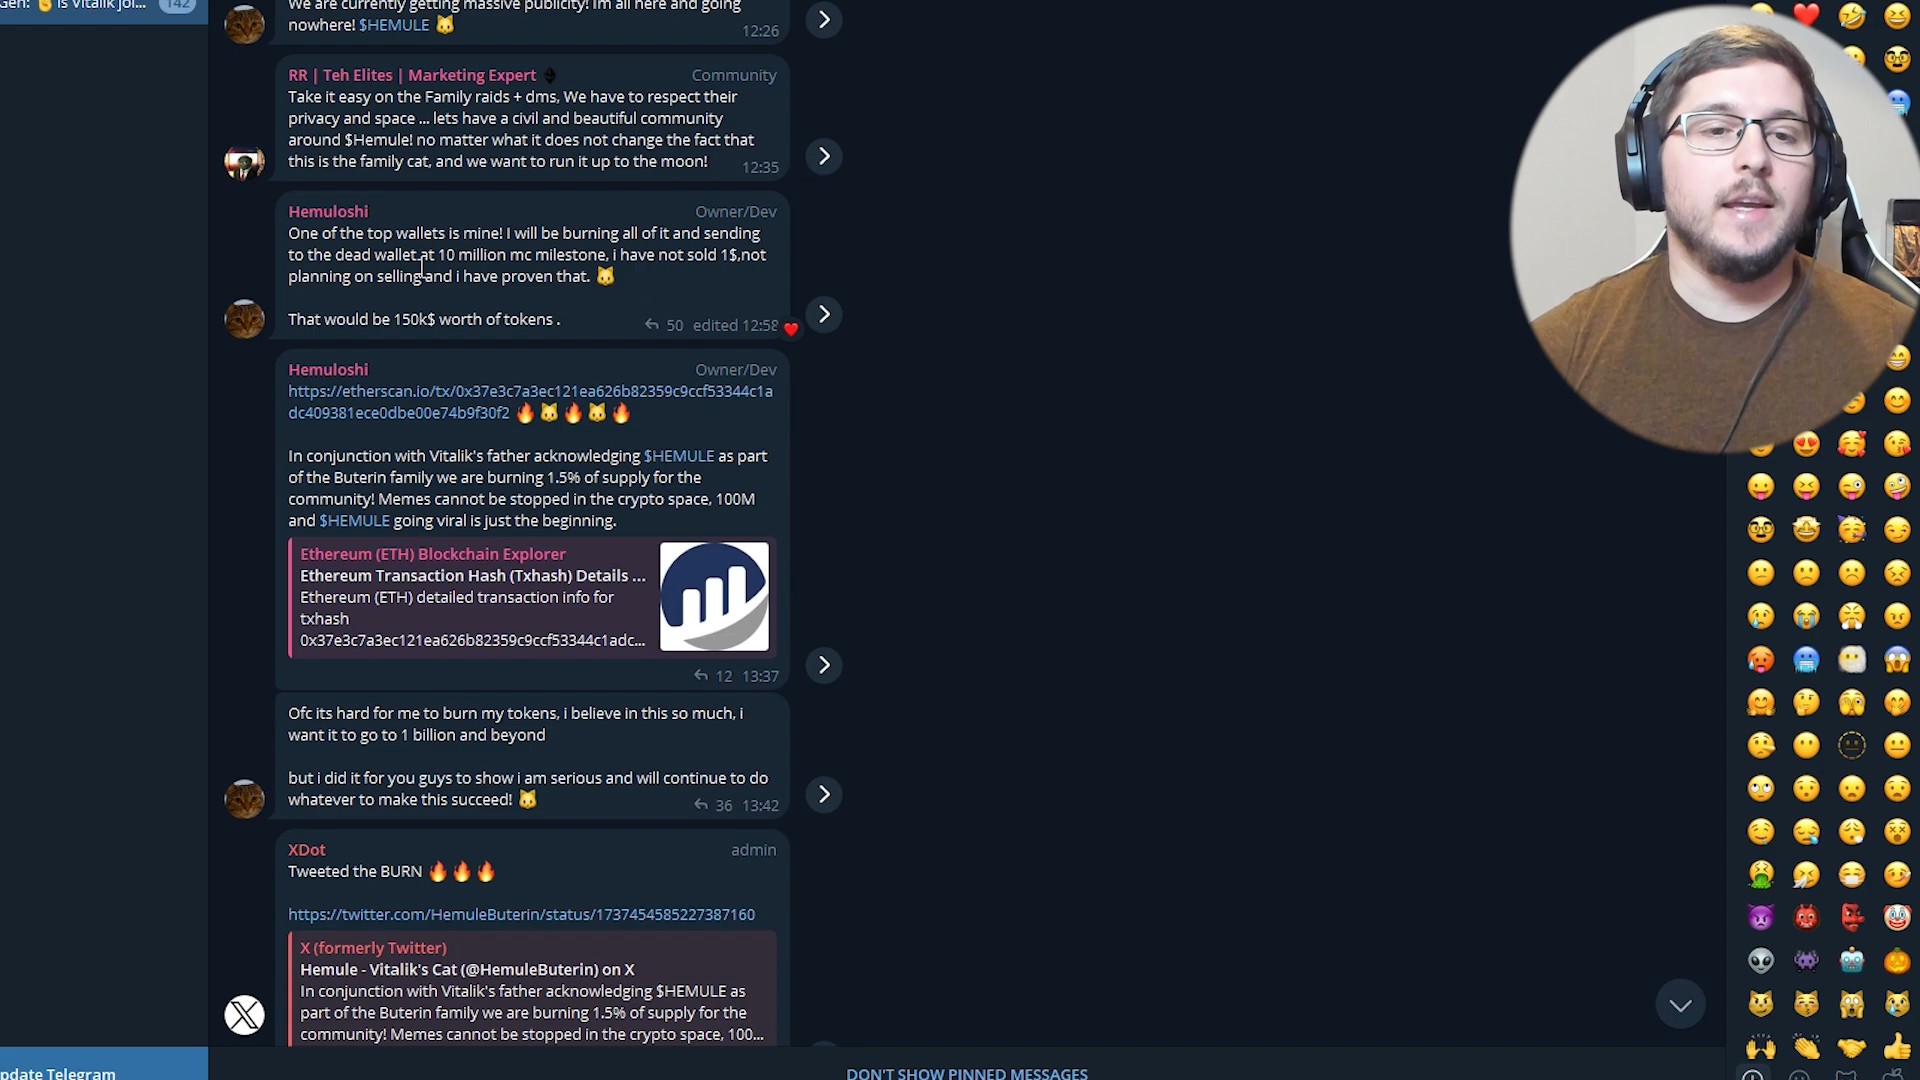 is Vitalik joi... 142
We are currently getting massive publicity! Im all here and going
nowhere! $HEMULE 🐱
12:26
RR | Teh Elites | Marketing Expert
Community
Take it easy on the Family raids + dms, We have to respect their
privacy and space ... lets have a civil and beautiful community
around $Hemule! no matter what it does not change the fact that
this is the family cat, and we want to run it up to the moon!
12:35
Hemuloshi
Owner/Dev
One of the top wallets is mine! I will be burning all of it and sending
to the dead wallet at 10 million mc milestone, i have not sold 1$,not
planning on selling and i have proven that. 🐱
That would be 150k$ worth of tokens .
50 edited 12:58
Hemuloshi
Owner/Dev
https://etherscan.io/tx/0x37e3c7a3ec121ea626b82359c9ccf53344c1a
dc409381ece0dbe00e74b9f30f2 🔥🐱🔥🐱🔥
In conjunction with Vitalik's father acknowledging $HEMULE as part
of the Buterin family we are burning 1.5% of supply for the
community! Memes cannot be stopped in the crypto space, 100M
and $HEMULE going viral is just the beginning.
Ethereum (ETH) Blockchain Explorer
Ethereum Transaction Hash (Txhash) Details ...
Ethereum (ETH) detailed transaction info for
txhash
0x37e3c7a3ec121ea626b82359c9ccf53344c1adc...
12 13:37
Ofc its hard for me to burn my tokens, i believe in this so much, i
want it to go to 1 billion and beyond
but i did it for you guys to show i am serious and will continue to do
whatever to make this succeed! 🐱
36 13:42
XDot
admin
Tweeted the BURN 🔥🔥🔥
https://twitter.com/HemuleButerin/status/1737454585227387160
X (formerly Twitter)
Hemule - Vitalik's Cat (@HemuleButerin) on X
In conjunction with Vitalik's father acknowledging $HEMULE as
part of the Buterin family we are burning 1.5% of supply for the
community! Memes cannot be stopped in the crypto space, 100...
pdate Telegram
DON'T SHOW PINNED MESSAGES